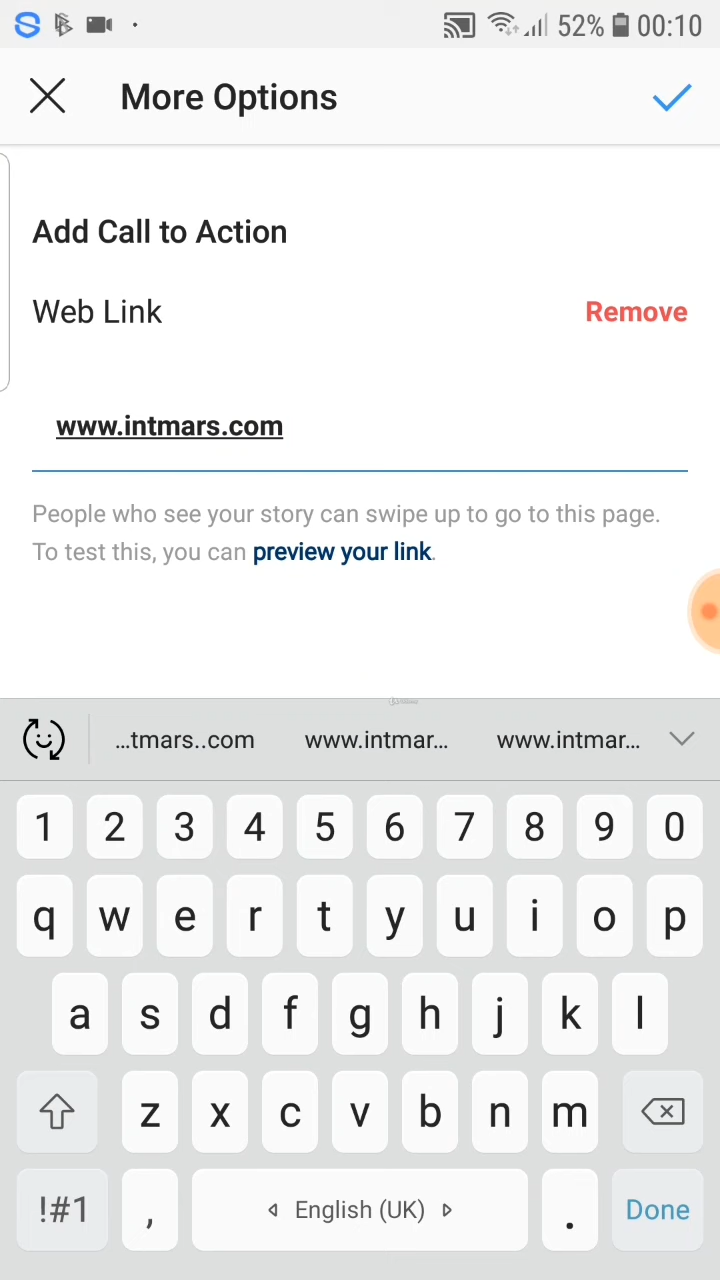 52% 00:10
More Options
Add Call to Action
Web Link Remove
www.intmars.com
People who see your story can swipe up to go to this page.
To test this, you can preview your link.
...tmars..com www.intmar... www.intmar...
1 2 3 4 5 6 7 8 9 0
q w e r t y u i o p
a s d f g h j k l
z x c v b n m
!#1 , English (UK) . Done